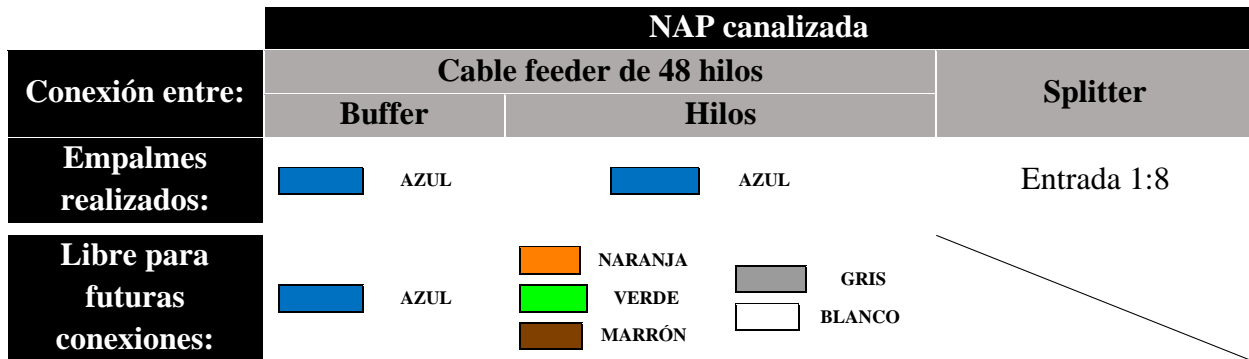 NAP canalizada
Conexión entre:
Cable feeder de 48 hilos
Splitter
Buffer
Hilos
Empalmes
realizados:
AZUL
AZUL
Entrada 1:8
Libre para
futuras
conexiones:
AZUL
NARANJA
VERDE
MARRÓN
GRIS
BLANCO